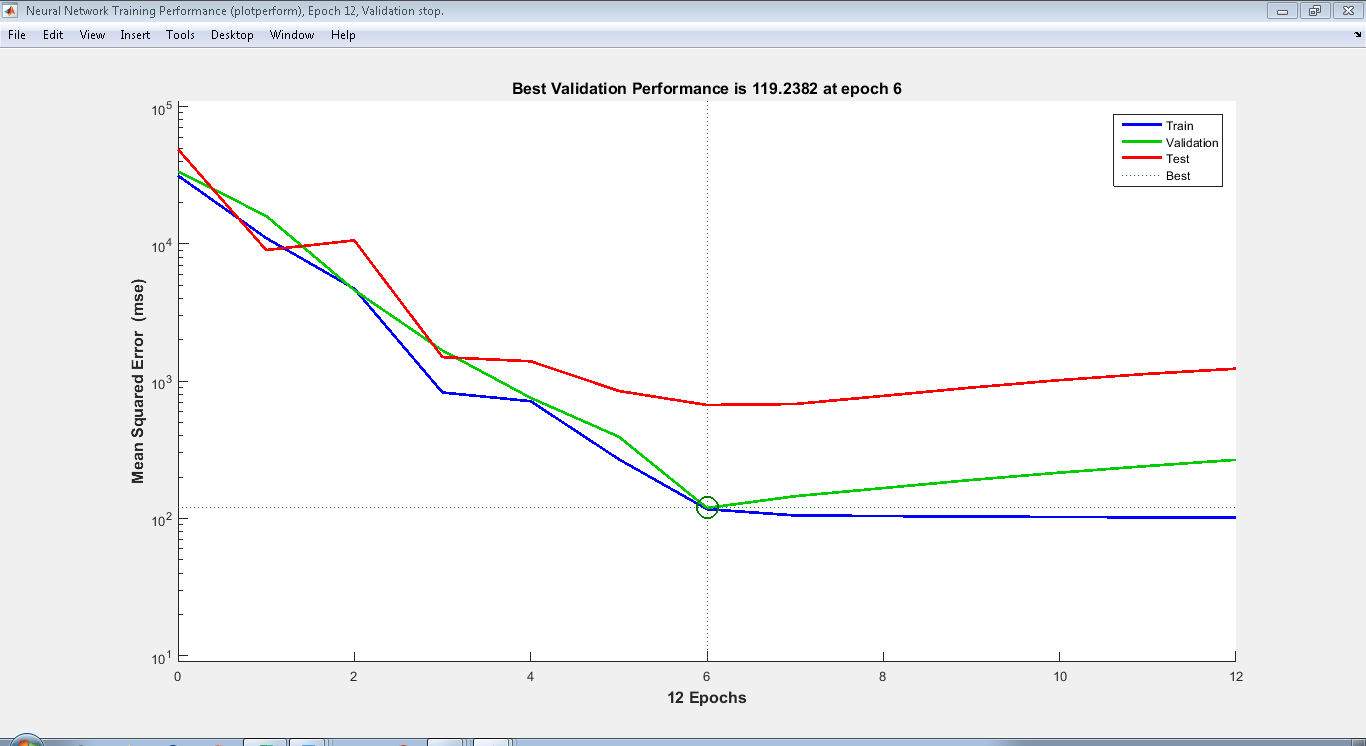 Neural Network Training Performance (plotperform), Epoch 12, Validation stop.
File Edit View Insert Tools Desktop Window Help
Best Validation Performance is 119.2382 at epoch 6
10^5
10^4
10^3
10^2
10^1
Mean Squared Error (mse)
Train
Validation
Test
Best
0 2 4 6 8 10 12
12 Epochs